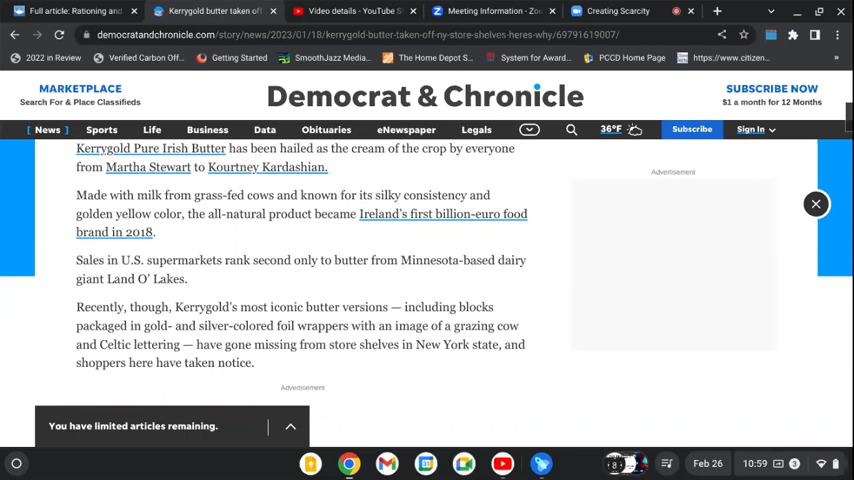 Full article: Rationing and
Kerrygold butter taken off
Video details - YouTube St
Meeting Information - Zoo
Creating Scarcity
democratandchronicle.com/story/news/2023/01/18/kerrygold-butter-taken-off-ny-store-shelves-heres-why/69791619007/
2022 in Review
Verified Carbon Off...
Getting Started
SmoothJazz Media...
The Home Depot S...
System for Award...
PCCD Home Page
https://www.citizen...
MARKETPLACE
Search For & Place Classifieds
Democrat & Chronicle
SUBSCRIBE NOW
$1 a month for 12 Months
[ News ] Sports Life Business Data Obituaries eNewspaper Legals 36°F Subscribe Sign In
Kerrygold Pure Irish Butter has been hailed as the cream of the crop by everyone
from Martha Stewart to Kourtney Kardashian.
Made with milk from grass-fed cows and known for its silky consistency and
golden yellow color, the all-natural product became Ireland's first billion-euro food
brand in 2018.
Sales in U.S. supermarkets rank second only to butter from Minnesota-based dairy
giant Land O' Lakes.
Recently, though, Kerrygold's most iconic butter versions — including blocks
packaged in gold- and silver-colored foil wrappers with an image of a grazing cow
and Celtic lettering — have gone missing from store shelves in New York state, and
shoppers here have taken notice.
Advertisement
Advertisement
You have limited articles remaining.
8
Feb 26
10:59
3